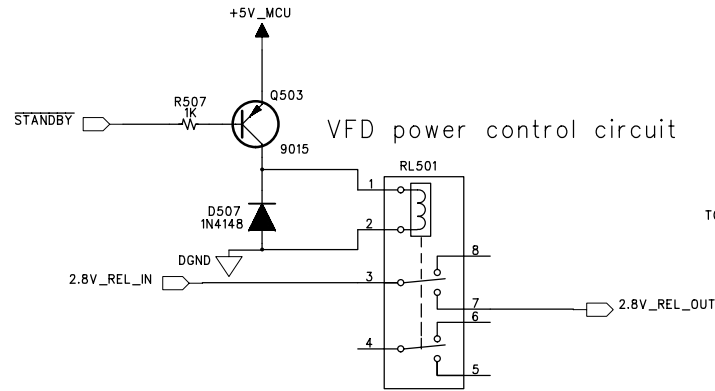 +5V_MCU
Q503
R507
1K
STANDBY
9015
VFD power control circuit
RL501
1
2
D507
1N4148
DGND
8
2.8V_REL_IN
3
7
2.8V_REL_OUT
6
4
5
TO